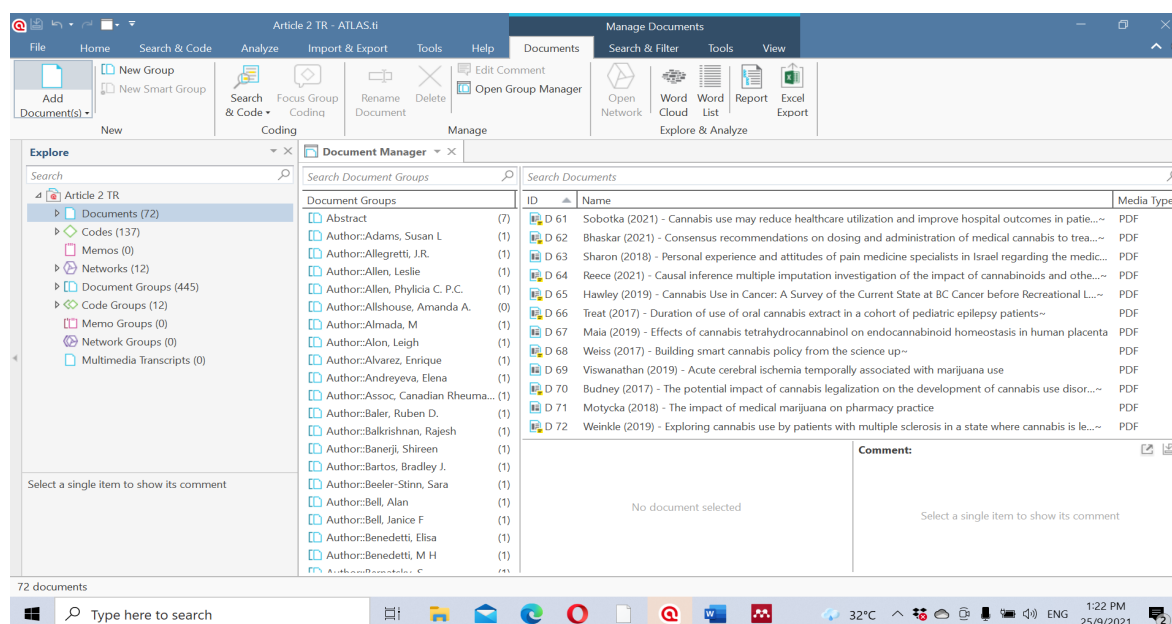 Article 2 TR - ATLAS.ti
Manage Documents
File Home Search & Code Analyze Import & Export Tools Help Documents Search & Filter Tools View
Add Document(s)
New Group
New Smart Group
New
Search & Code
Focus Group Coding
Coding
Rename Document
Delete
Edit Comment
Open Group Manager
Manage
Open Network
Word Cloud
Word List
Report
Excel Export
Explore & Analyze
Explore
Search
Article 2 TR
Documents (72)
Codes (137)
Memos (0)
Networks (12)
Document Groups (445)
Code Groups (12)
Memo Groups (0)
Network Groups (0)
Multimedia Transcripts (0)
Select a single item to show its comment
Document Manager
Search Document Groups
Document Groups
Abstract (7)
Author::Adams, Susan L (1)
Author::Allegretti, J.R. (1)
Author::Allen, Leslie (1)
Author::Allen, Phylicia C. P.C. (1)
Author::Allshouse, Amanda A. (0)
Author::Almada, M (1)
Author::Alon, Leigh (1)
Author::Alvarez, Enrique (1)
Author::Andreyeva, Elena (1)
Author::Assoc, Canadian Rheuma... (1)
Author::Baler, Ruben D. (1)
Author::Balkrishnan, Rajesh (1)
Author::Banerji, Shireen (1)
Author::Bartos, Bradley J. (1)
Author::Beeler-Stinn, Sara (1)
Author::Bell, Alan (1)
Author::Bell, Janice F (1)
Author::Benedetti, Elisa (1)
Author::Benedetti, M H (1)
Search Documents
ID Name Media Type
D 61 Sobotka (2021) - Cannabis use may reduce healthcare utilization and improve hospital outcomes in patie...~ PDF
D 62 Bhaskar (2021) - Consensus recommendations on dosing and administration of medical cannabis to trea...~ PDF
D 63 Sharon (2018) - Personal experience and attitudes of pain medicine specialists in Israel regarding the medic... PDF
D 64 Reece (2021) - Causal inference multiple imputation investigation of the impact of cannabinoids and othe...~ PDF
D 65 Hawley (2019) - Cannabis Use in Cancer: A Survey of the Current State at BC Cancer before Recreational L...~ PDF
D 66 Treat (2017) - Duration of use of oral cannabis extract in a cohort of pediatric epilepsy patients~ PDF
D 67 Maia (2019) - Effects of cannabis tetrahydrocannabinol on endocannabinoid homeostasis in human placenta PDF
D 68 Weiss (2017) - Building smart cannabis policy from the science up~ PDF
D 69 Viswanathan (2019) - Acute cerebral ischemia temporally associated with marijuana use PDF
D 70 Budney (2017) - The potential impact of cannabis legalization on the development of cannabis use disor...~ PDF
D 71 Motycka (2018) - The impact of medical marijuana on pharmacy practice PDF
D 72 Weinkle (2019) - Exploring cannabis use by patients with multiple sclerosis in a state where cannabis is le...~ PDF
No document selected
Comment:
Select a single item to show its comment
72 documents
Type here to search
32°C
ENG
1:22 PM
25/9/2021
2